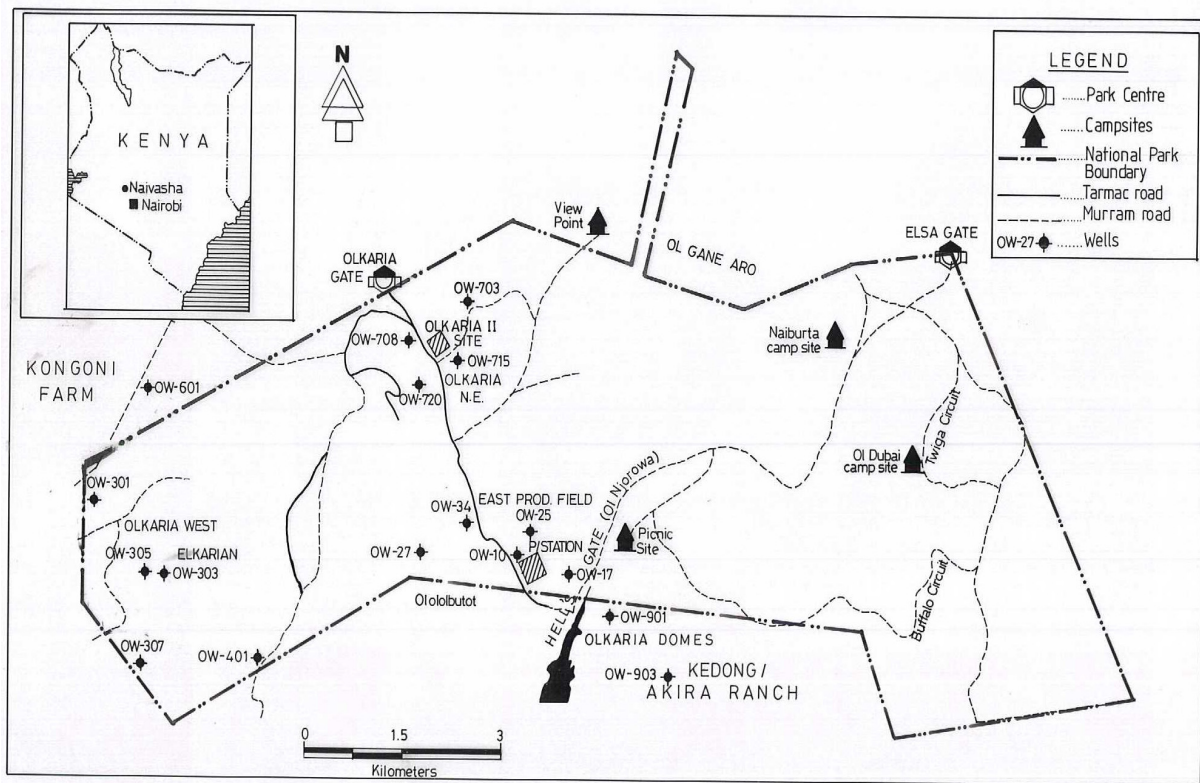 KENYA
Naivasha
Nairobi
N
LEGEND
Park Centre
Campsites
National Park
Boundary
Tarmac road
Murram road
OW-27 Wells
View
Point
OL GANE ARO
ELSA GATE
OLKARIA
GATE
OW-703
OLKARIA II
SITE
OW-708
OW-715
OLKARIA
N.E.
OW-720
Naiburta
camp site
KONGONI
FARM
OW-601
Twiga Circuit
Ol Dubai
camp site
OW-301
OLKARIA WEST
OW-305
ELKARIAN
OW-303
OW-307
OW-401
OW-34
EAST PROD. FIELD
OW-25
OW-27
OW-10
P/STATION
OW-17
HELL'S GATE (Ol Njorowa)
Picnic
Site
Buffalo Circuit
Olololbutot
OW-901
OLKARIA DOMES
OW-903
KEDONG/
AKIRA RANCH
0 1.5 3
Kilometers